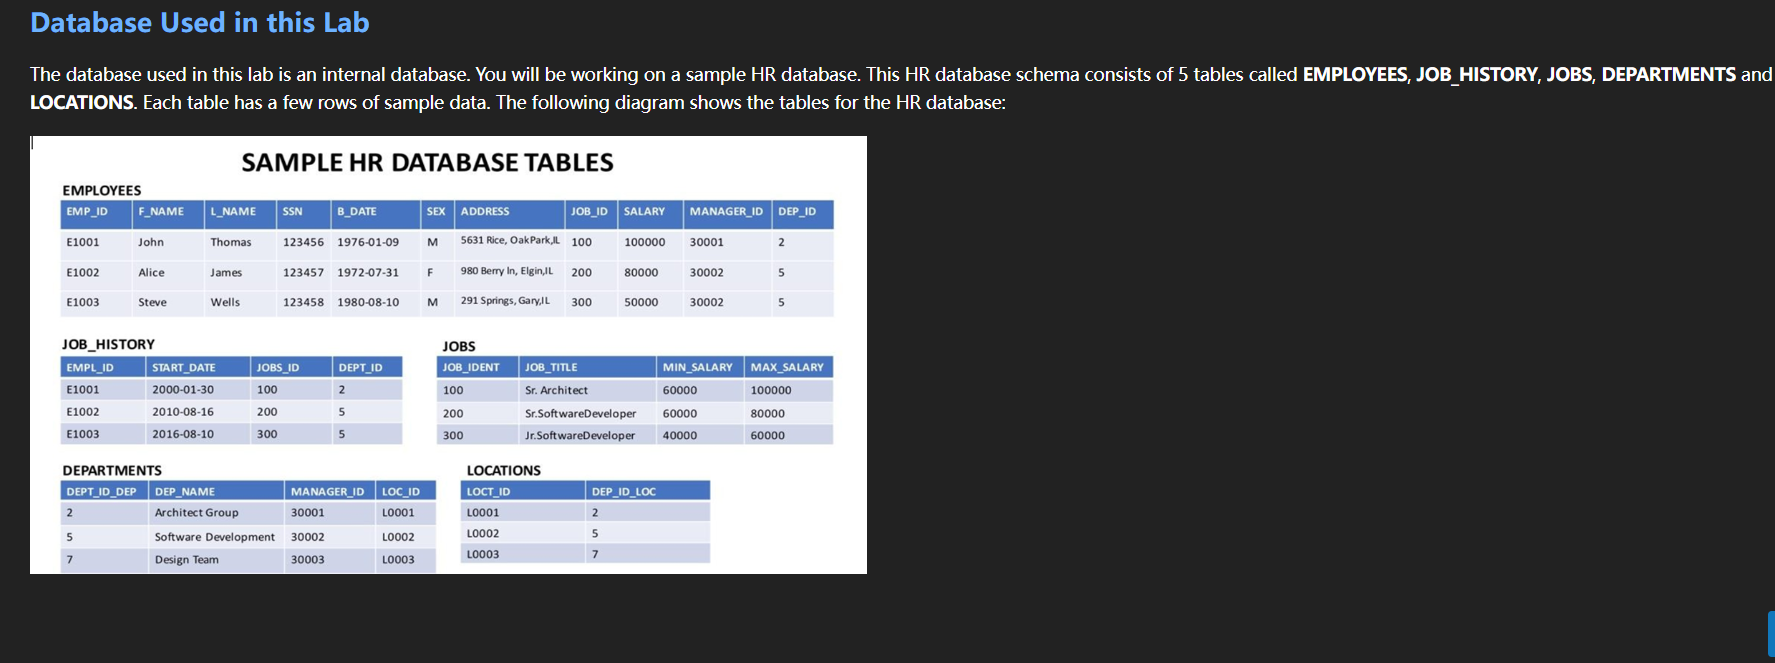 Database Used in this Lab
The database used in this lab is an internal database. You will be working on a sample HR database. This HR database schema consists of 5 tables called EMPLOYEES, JOB_HISTORY, JOBS, DEPARTMENTS and
LOCATIONS. Each table has a few rows of sample data. The following diagram shows the tables for the HR database:
SAMPLE HR DATABASE TABLES
EMPLOYEES
EMP_ID F_NAME L_NAME SSN B_DATE SEX ADDRESS JOB_ID SALARY MANAGER_ID DEP_ID
E1001 John Thomas 123456 1976-01-09 M 5631 Rice, OakPark,IL 100 100000 30001 2
E1002 Alice James 123457 1972-07-31 F 980 Berry ln, Elgin,IL 200 80000 30002 5
E1003 Steve Wells 123458 1980-08-10 M 291 Springs, Gary,IL 300 50000 30002 5
JOB_HISTORY
EMPL_ID START_DATE JOBS_ID DEPT_ID
E1001 2000-01-30 100 2
E1002 2010-08-16 200 5
E1003 2016-08-10 300 5
JOBS
JOB_IDENT JOB_TITLE MIN_SALARY MAX_SALARY
100 Sr. Architect 60000 100000
200 Sr.SoftwareDeveloper 60000 80000
300 Jr.SoftwareDeveloper 40000 60000
DEPARTMENTS
DEPT_ID_DEP DEP_NAME MANAGER_ID LOC_ID
2 Architect Group 30001 L0001
5 Software Development 30002 L0002
7 Design Team 30003 L0003
LOCATIONS
LOCT_ID DEP_ID_LOC
L0001 2
L0002 5
L0003 7